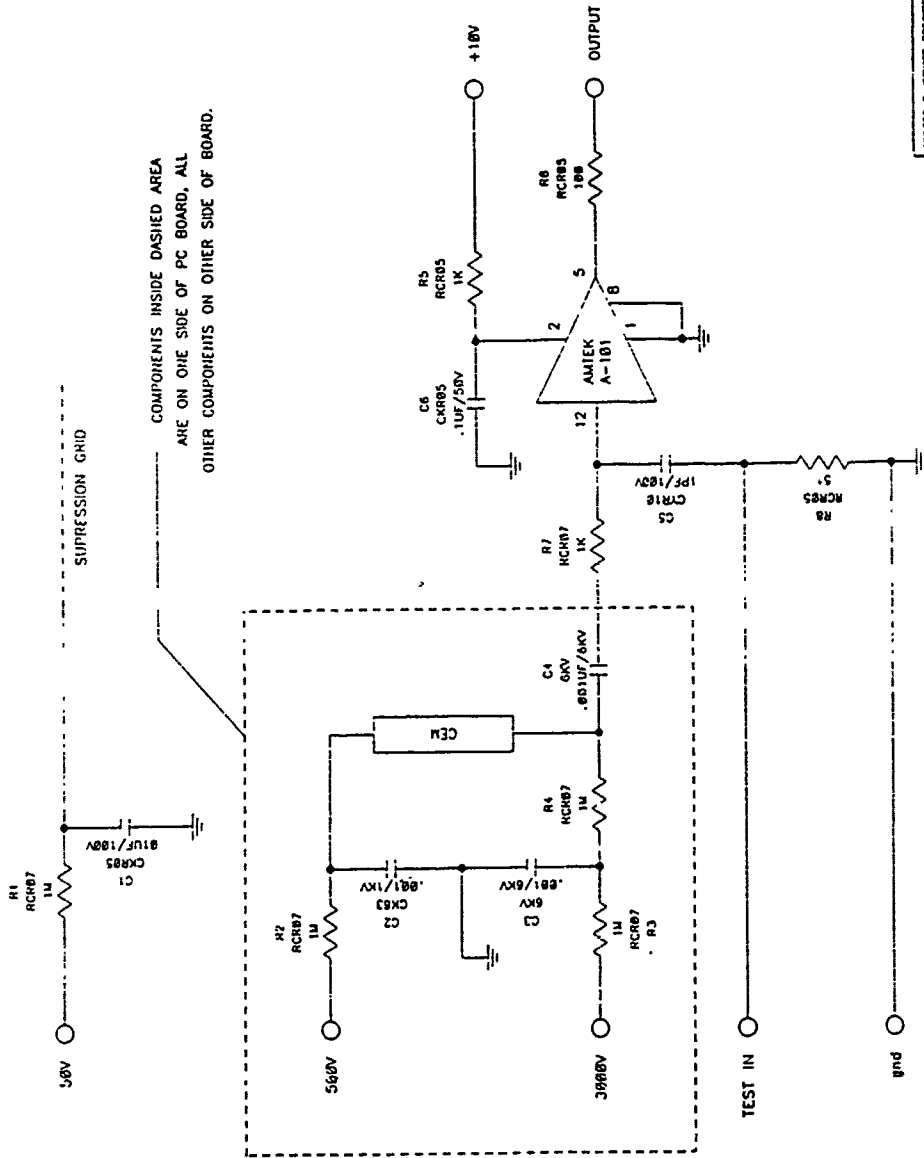 R1
RCR07
1M
50V
C1
CKR05
01UF/100V
SUPRESSION GRID
COMPONENTS INSIDE DASHED AREA
ARE ON ONE SIDE OF PC BOARD, ALL
OTHER COMPONENTS ON OTHER SIDE OF BOARD.
R2
RCR07
1M
500V
C2
CK63
.001/1KV
C3
6KV
.001/6KV
1M
RCR07
R3
3000V
CEM
R4
RCR07
1M
C4
6KV
.001UF/6KV
R7
RCR07
1K
C5
CYR10
1PF/100V
R8
RCR05
TEST IN
gnd
C6
CKR05
.1UF/50V
R5
RCR05
1K
+10V
12
AMTEK
A-101
2
5
8
1
R6
RCR05
100
OUTPUT